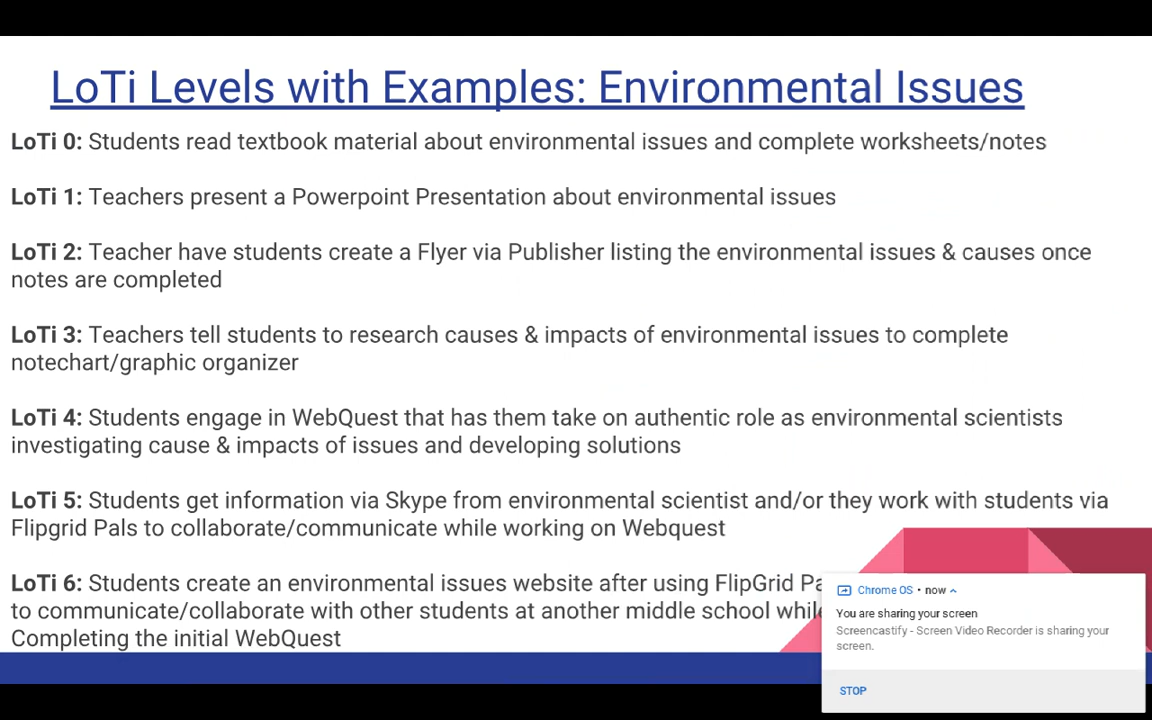 LoTi Levels with Examples: Environmental Issues
LoTi 0: Students read textbook material about environmental issues and complete worksheets/notes
LoTi 1: Teachers present a Powerpoint Presentation about environmental issues
LoTi 2: Teacher have students create a Flyer via Publisher listing the environmental issues & causes once
notes are completed
LoTi 3: Teachers tell students to research causes & impacts of environmental issues to complete
notechart/graphic organizer
LoTi 4: Students engage in WebQuest that has them take on authentic role as environmental scientists
investigating cause & impacts of issues and developing solutions
LoTi 5: Students get information via Skype from environmental scientist and/or they work with students via
Flipgrid Pals to collaborate/communicate while working on Webquest
LoTi 6: Students create an environmental issues website after using FlipGrid
to communicate/collaborate with other students at another middle school
Completing the initial WebQuest
Chrome OS • now
You are sharing your screen
Screencastify - Screen Video Recorder is sharing your
screen.
STOP